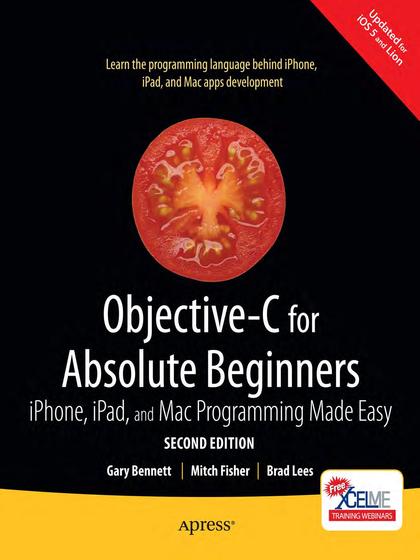 Updated for
iOS 5 and Lion
Learn the programming language behind iPhone,
iPad, and Mac apps development
Objective-C for
Absolute Beginners
iPhone, iPad, and Mac Programming Made Easy
SECOND EDITION
Gary Bennett | Mitch Fisher | Brad Lees
Free
XCELME
TRAINING WEBINARS
Apress®